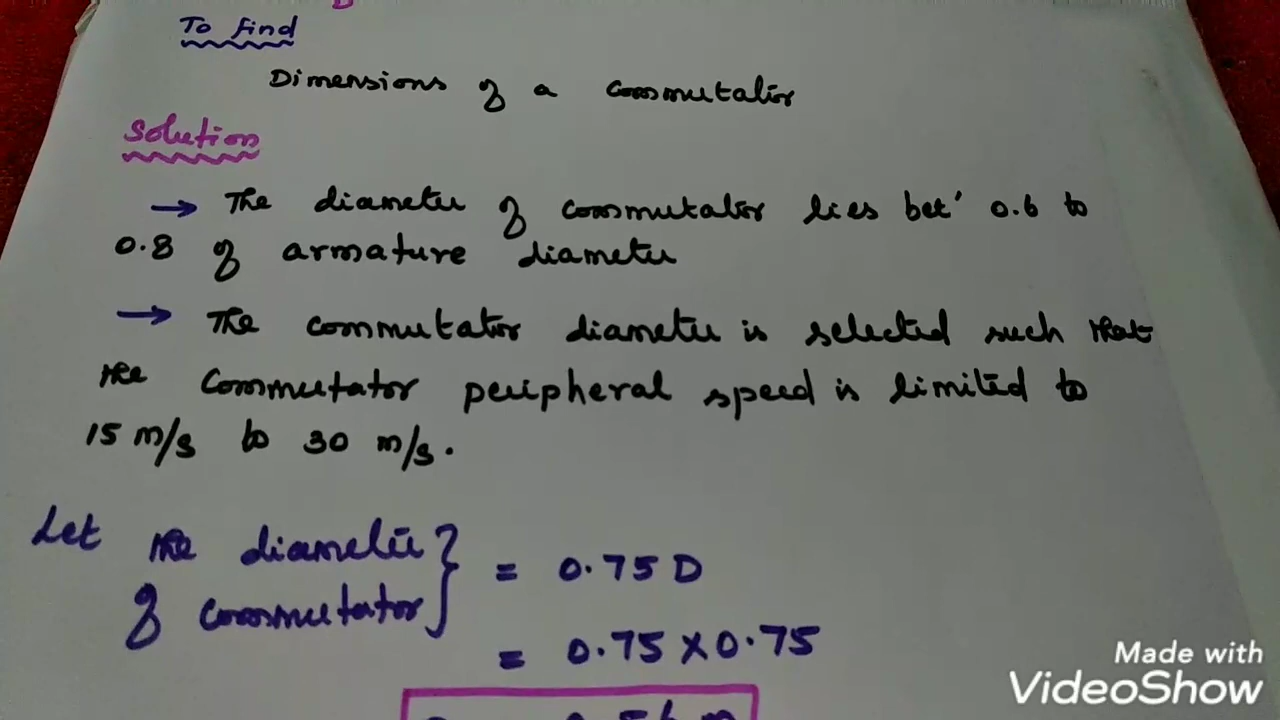 To find
Dimensions of a commutator
Solution
→ The diameter of commutator lies bet' 0.6 to
0.8 of armature diameter
→ The commutator diameter is selected such that
the commutator peripheral speed is limited to
15 m/s to 30 m/s.
Let the diameter
of commutator } = 0.75 D
= 0.75 × 0.75
Made with
VideoShow